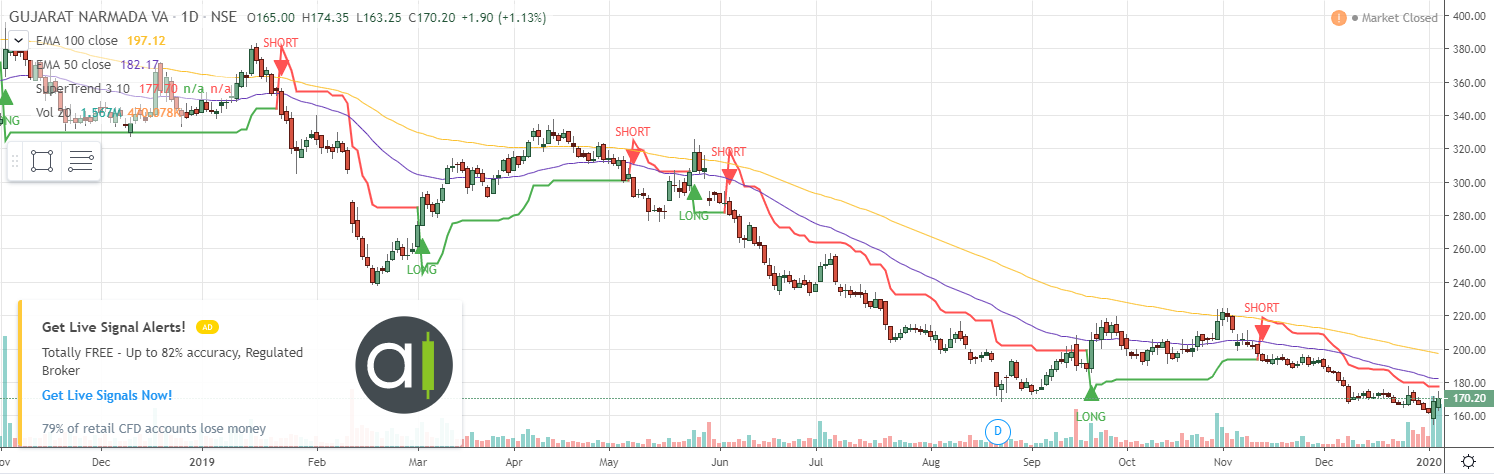 GUJARAT NARMADA VA · 1D · NSE O165.00 H174.35 L163.25 C170.20 +1.90 (+1.13%)
! Market Closed
EMA 100 close 197.12
EMA 50 close 182.17
SuperTrend 3 10 177.70 n/a n/a
Vol 20 1.567M 470.078K
SHORT
SHORT
SHORT
SHORT
NG
LONG
LONG
LONG
400.00
380.00
360.00
340.00
320.00
300.00
280.00
260.00
240.00
220.00
200.00
180.00
170.20
160.00
Get Live Signal Alerts! AD
Totally FREE - Up to 82% accuracy, Regulated
Broker
Get Live Signals Now!
79% of retail CFD accounts lose money
a
D
ov Dec 2019 Feb Mar Apr May Jun Jul Aug Sep Oct Nov Dec 2020